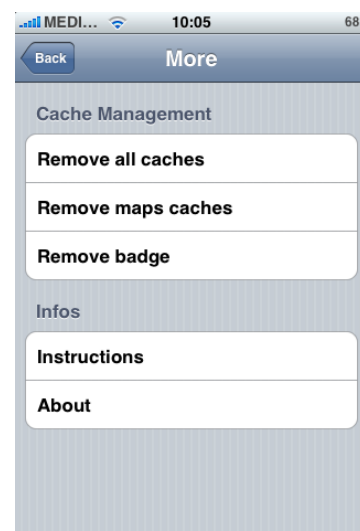 MEDI... 10:05 68
Back More
Cache Management
Remove all caches
Remove maps caches
Remove badge
Infos
Instructions
About